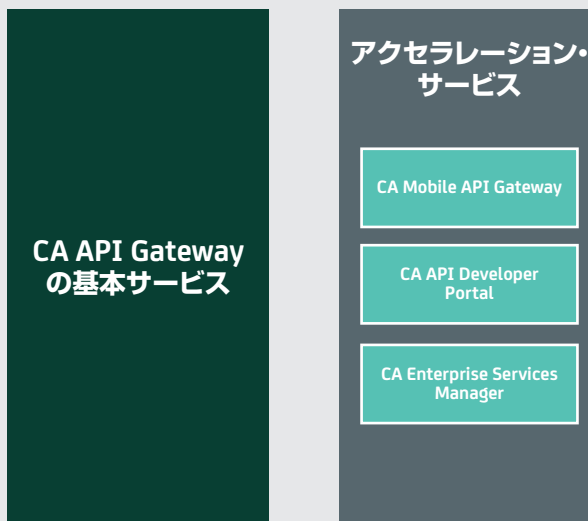 CA API Gateway
の基本サービス
アクセラレーション・
サービス
CA Mobile API Gateway
CA API Developer
Portal
CA Enterprise Services
Manager